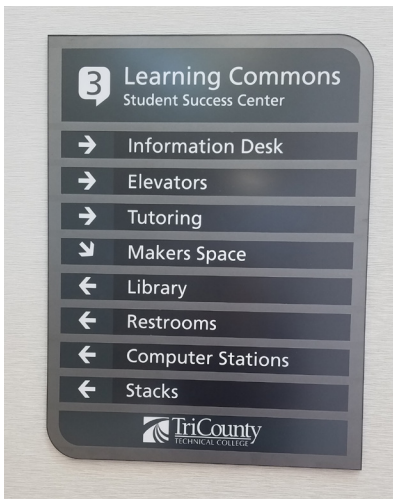 3
Learning Commons
Student Success Center
Information Desk
Elevators
Tutoring
Makers Space
Library
Restrooms
Computer Stations
Stacks
TriCounty
TECHNICAL COLLEGE